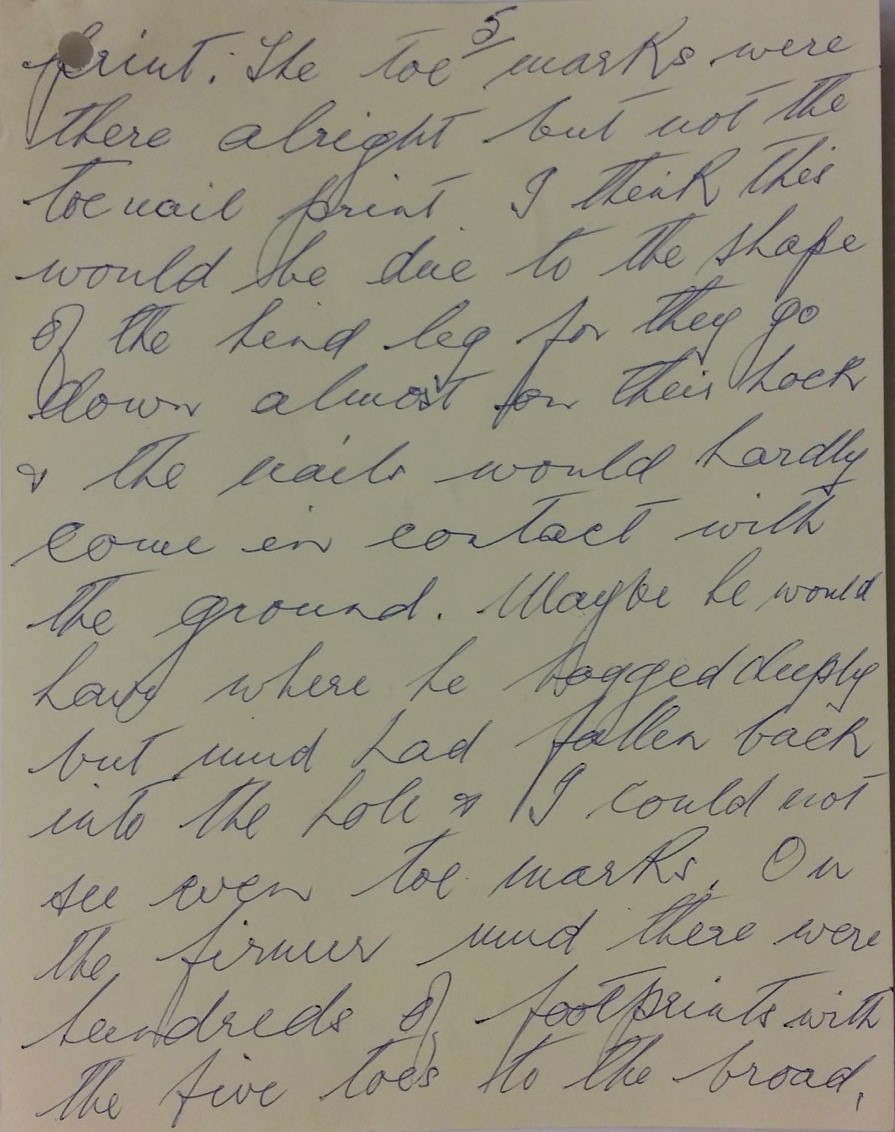 5
print. The toe marks were
there alright but not the
toe nail print I think this
would be due to the shape
of the hind leg for they go
down almost on their hock
& the nails would hardly
come in contact with
the ground. Maybe he would
have where he bogged deeply
but mud had fallen back
into the hole & I could not
see even toe marks. On
the firmer mud there were
hundreds of footprints with
the five toes to the broad,